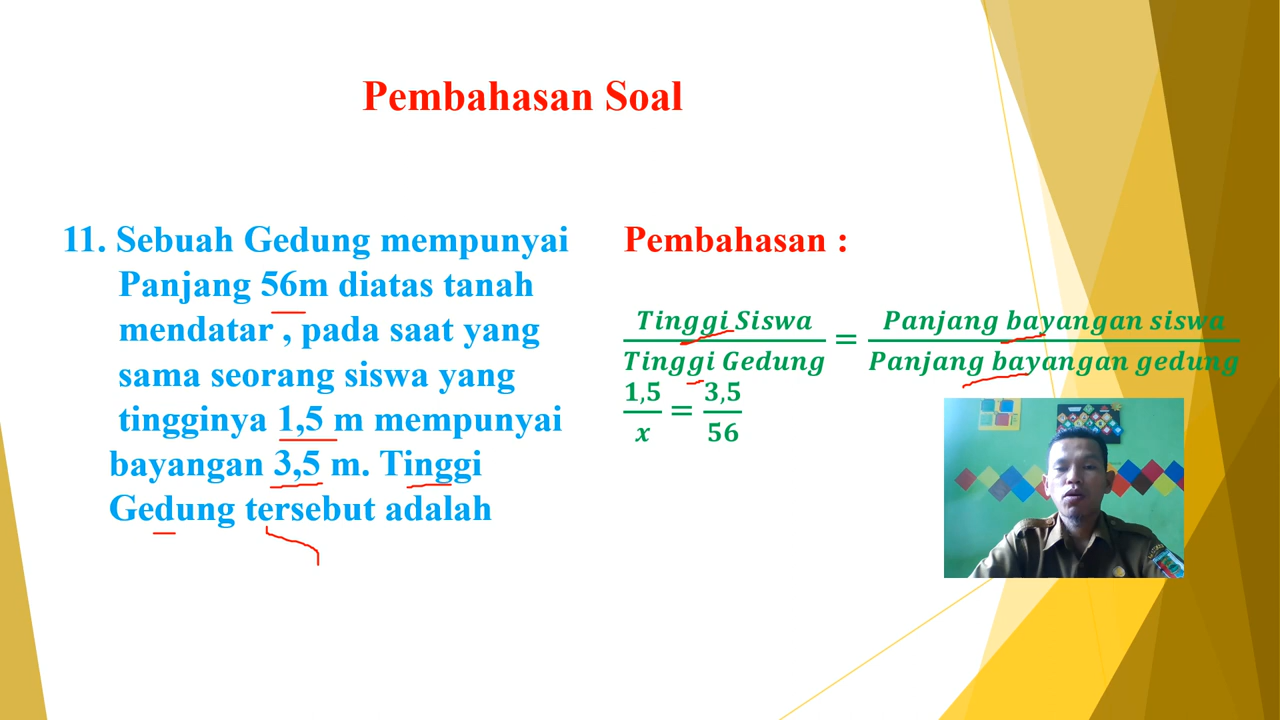 Pembahasan Soal
11. Sebuah Gedung mempunyai
Panjang 56m diatas tanah
mendatar , pada saat yang
sama seorang siswa yang
tingginya 1,5 m mempunyai
bayangan 3,5 m. Tinggi
Gedung tersebut adalah
Pembahasan :
Tinggi Siswa / Tinggi Gedung = Panjang bayangan siswa / Panjang bayangan gedung
1,5 / x = 3,5 / 56